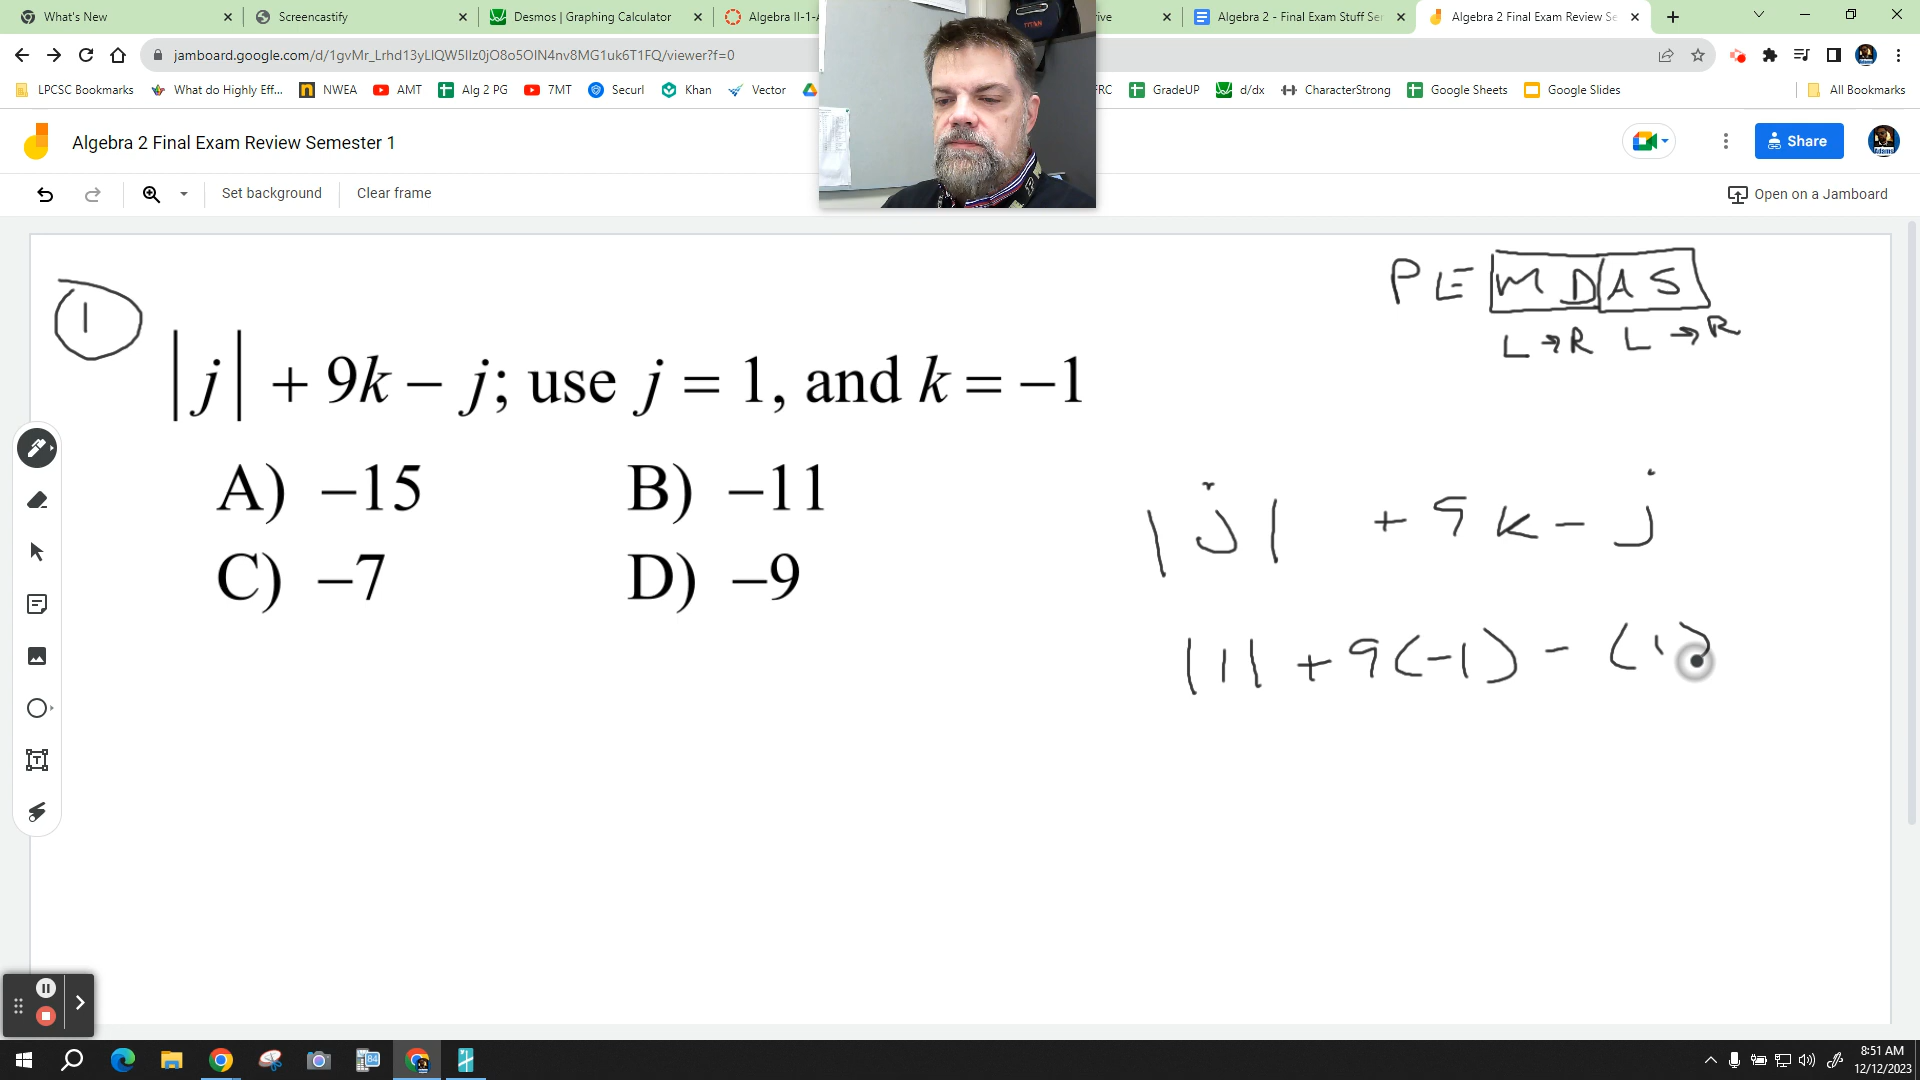 What's New
Screencastify
Desmos | Graphing Calculator
Algebra II-1-A
Algebra 2 - Final Exam Stuff Se
Algebra 2 Final Exam Review Se
jamboard.google.com/d/1gvMr_Lrhd13yLIQW5lIz0jO8o5OIN4nv8MG1uk6T1FQ/viewer?f=0
LPCSC Bookmarks
What do Highly Eff...
NWEA
AMT
Alg 2 PG
7MT
Securl
Khan
Vector
FRC
GradeUP
d/dx
CharacterStrong
Google Sheets
Google Slides
All Bookmarks
Algebra 2 Final Exam Review Semester 1
Share
Set background
Clear frame
Open on a Jamboard
P E M D A S
L → R L → R
1
|j| + 9k − j; use j = 1, and k = −1
A) −15
B) −11
C) −7
D) −9
|j| + 9k − j
|1| + 9(−1) − (1)
8:51 AM
12/12/2023